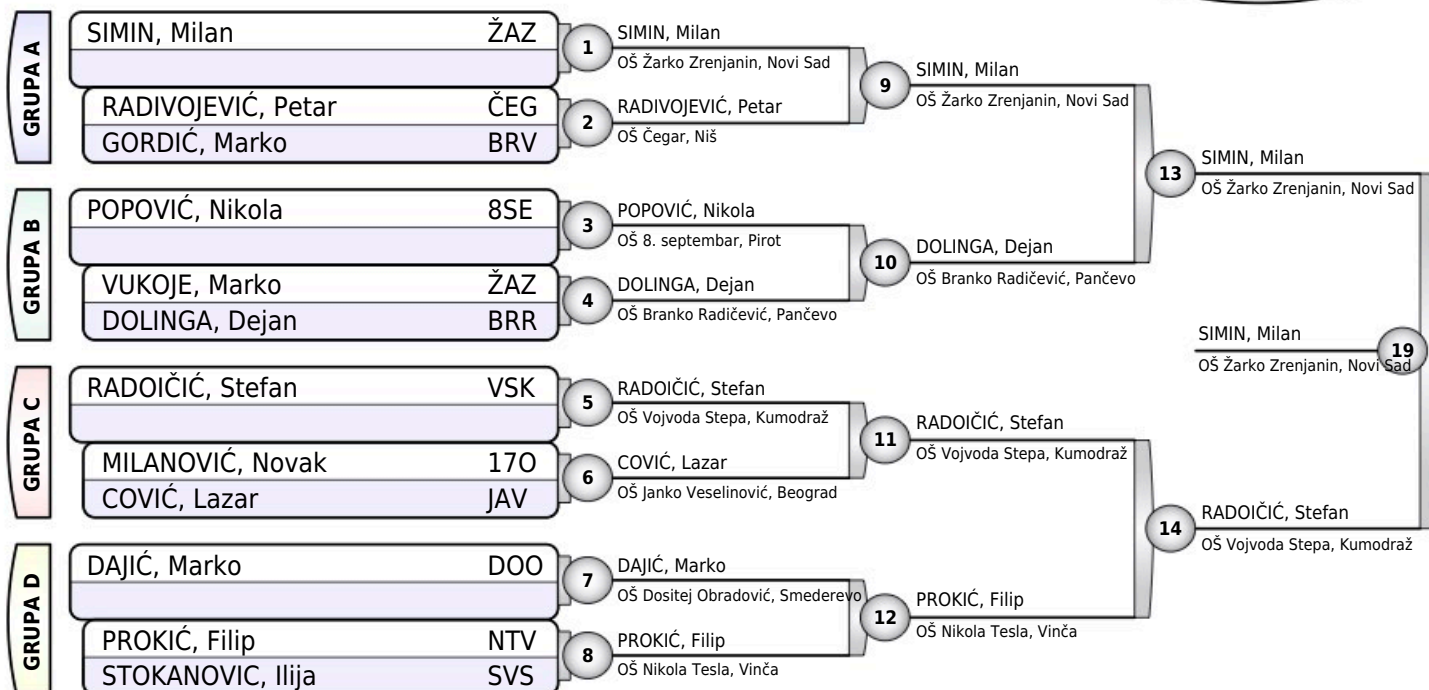 GRUPA A
SIMIN, Milan ŽAZ
RADIVOJEVIĆ, Petar ČEG
GORDIĆ, Marko BRV
GRUPA B
POPOVIĆ, Nikola 8SE
VUKOJE, Marko ŽAZ
DOLINGA, Dejan BRR
GRUPA C
RADOIČIĆ, Stefan VSK
MILANOVIĆ, Novak 17O
COVIĆ, Lazar JAV
GRUPA D
DAJIĆ, Marko DOO
PROKIĆ, Filip NTV
STOKANOVIC, Ilija SVS
1
SIMIN, Milan
OŠ Žarko Zrenjanin, Novi Sad
2
RADIVOJEVIĆ, Petar
OŠ Čegar, Niš
3
POPOVIĆ, Nikola
OŠ 8. septembar, Pirot
4
DOLINGA, Dejan
OŠ Branko Radičević, Pančevo
5
RADOIČIĆ, Stefan
OŠ Vojvoda Stepa, Kumodraž
6
COVIĆ, Lazar
OŠ Janko Veselinović, Beograd
7
DAJIĆ, Marko
OŠ Dositej Obradović, Smederevo
8
PROKIĆ, Filip
OŠ Nikola Tesla, Vinča
9
SIMIN, Milan
OŠ Žarko Zrenjanin, Novi Sad
10
DOLINGA, Dejan
OŠ Branko Radičević, Pančevo
11
RADOIČIĆ, Stefan
OŠ Vojvoda Stepa, Kumodraž
12
PROKIĆ, Filip
OŠ Nikola Tesla, Vinča
13
SIMIN, Milan
OŠ Žarko Zrenjanin, Novi Sad
14
RADOIČIĆ, Stefan
OŠ Vojvoda Stepa, Kumodraž
SIMIN, Milan
OŠ Žarko Zrenjanin, Novi Sad
19